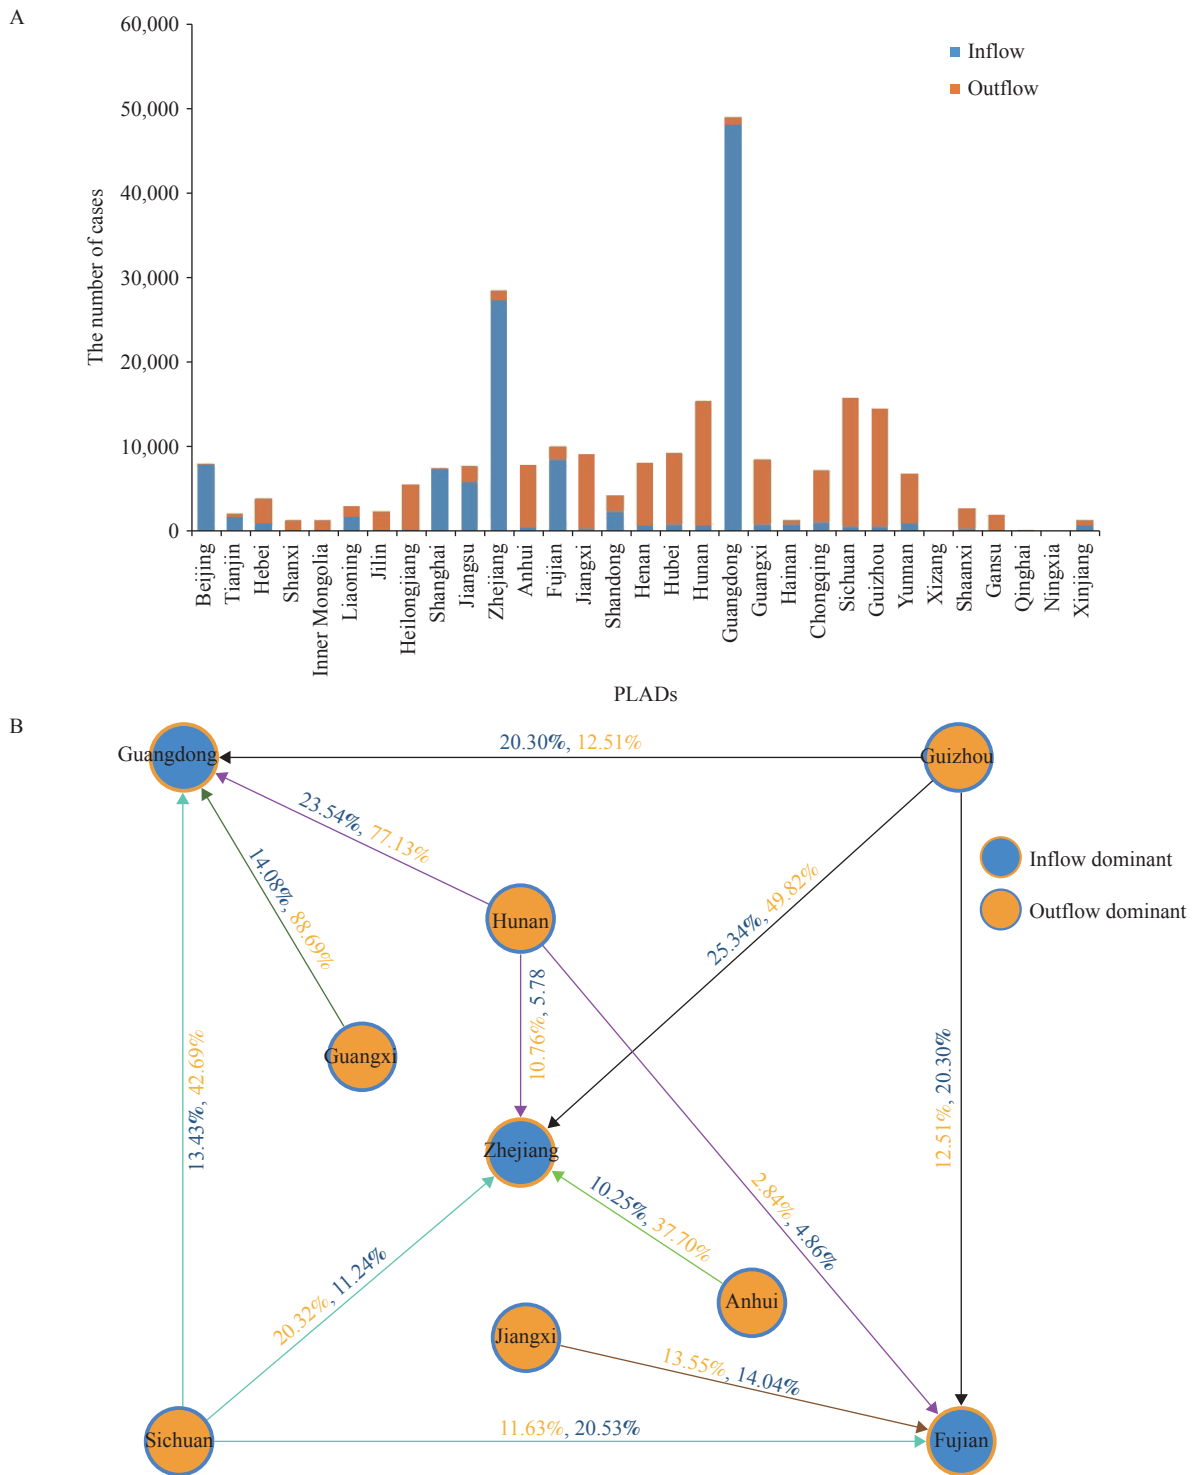 A
60,000
50,000
40,000
30,000
20,000
10,000
0
The number of cases
Inflow
Outflow
Beijing
Tianjin
Hebei
Shanxi
Inner Mongolia
Liaoning
Jilin
Heilongjiang
Shanghai
Jiangsu
Zhejiang
Anhui
Fujian
Jiangxi
Shandong
Henan
Hubei
Hunan
Guangdong
Guangxi
Hainan
Chongqing
Sichuan
Guizhou
Yunnan
Xizang
Shaanxi
Gansu
Qinghai
Ningxia
Xinjiang
PLADs
B
Guangdong
20.30%, 12.51%
Guizhou
23.54%, 77.13%
14.08%, 88.69%
Inflow dominant
Outflow dominant
Hunan
25.34%, 49.82%
10.76%, 5.78
Guangxi
13.43%, 42.69%
12.51%, 20.30%
Zhejiang
10.25%, 37.70%
2.84%, 4.86%
20.32%, 11.24%
Anhui
Jiangxi
13.55%, 14.04%
Sichuan
11.63%, 20.53%
Fujian